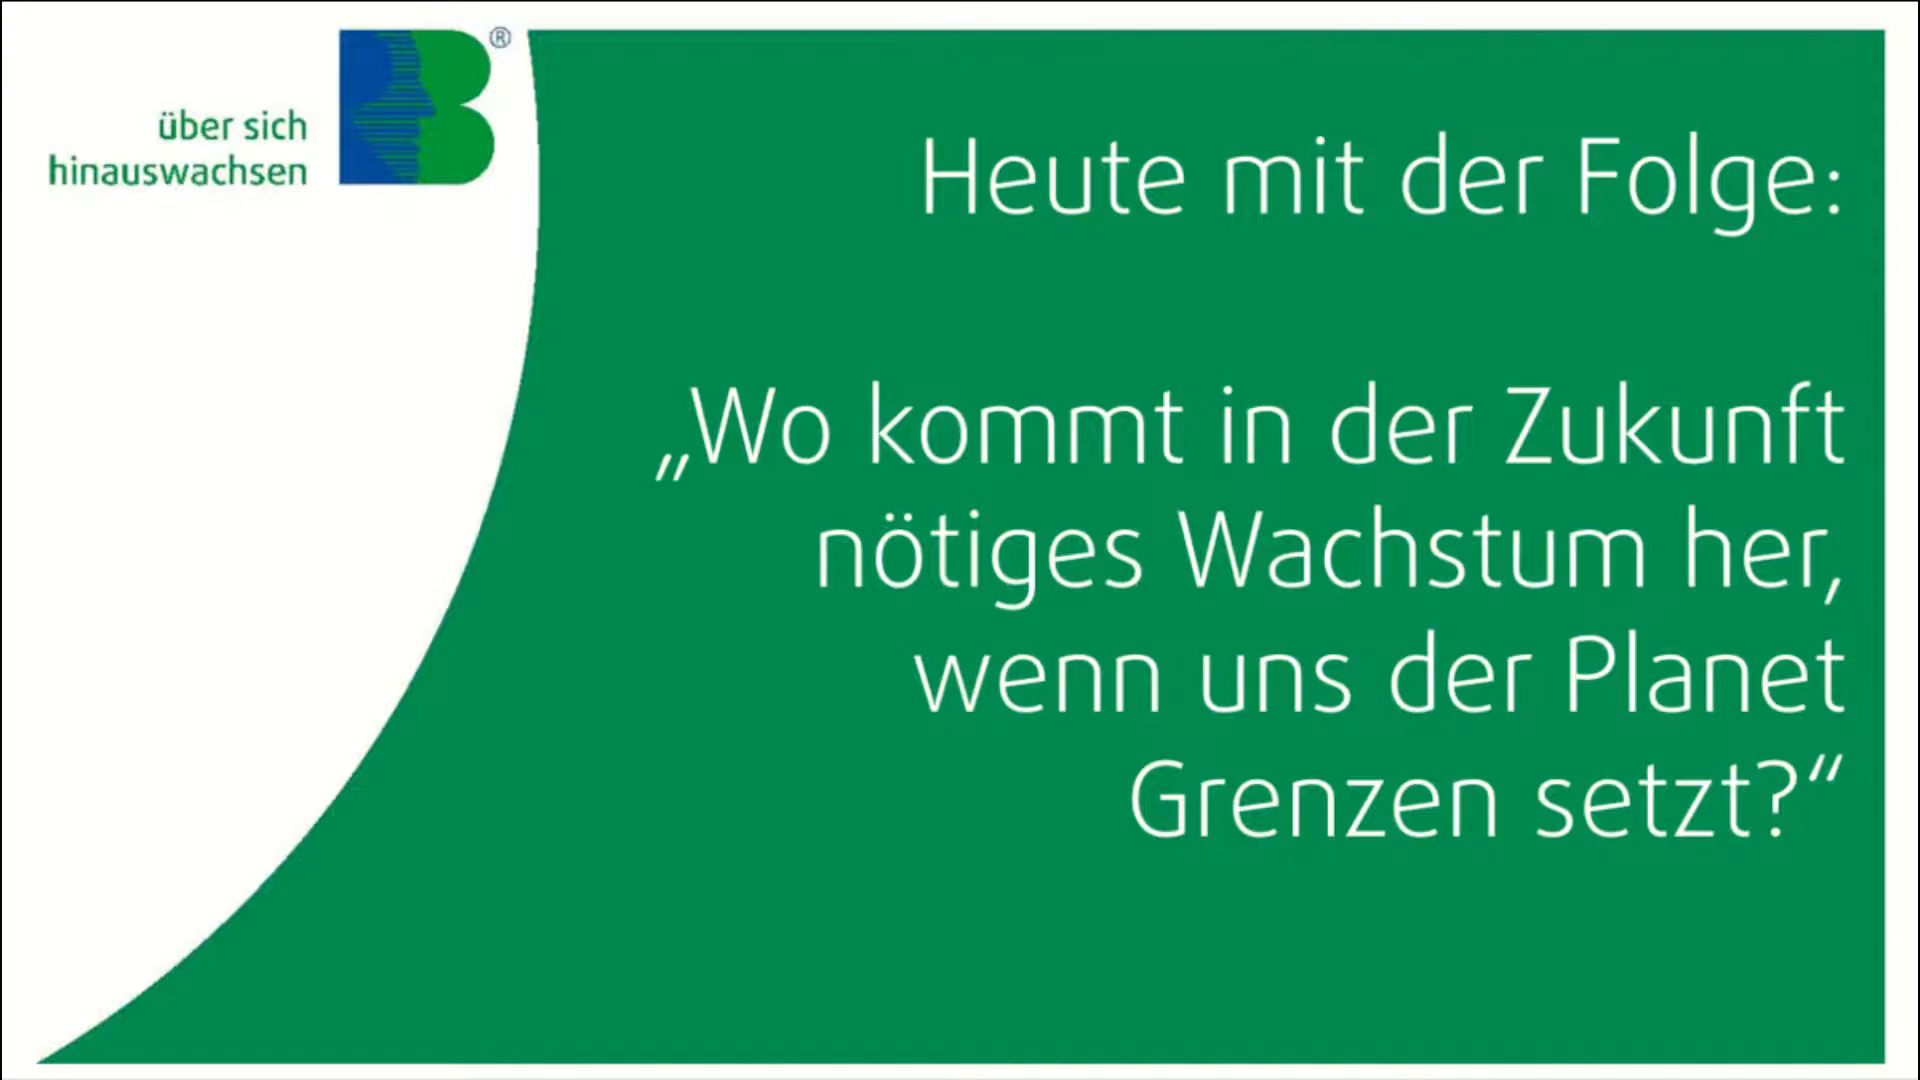 über sich
hinauswachsen
B®
Heute mit der Folge:
„Wo kommt in der Zukunft
nötiges Wachstum her,
wenn uns der Planet
Grenzen setzt?“